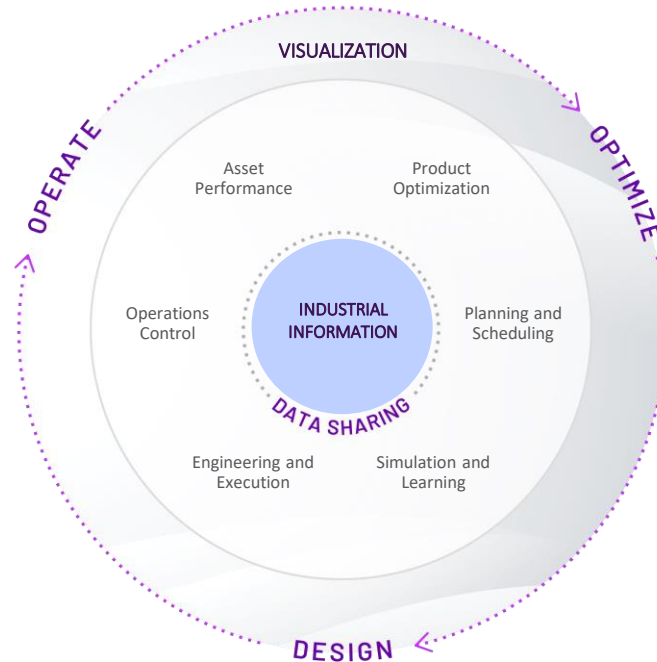 VISUALIZATION
OPERATE
OPTIMIZE
Asset
Performance
Product
Optimization
Operations
Control
INDUSTRIAL
INFORMATION
Planning and
Scheduling
DATA SHARING
Engineering and
Execution
Simulation and
Learning
DESIGN